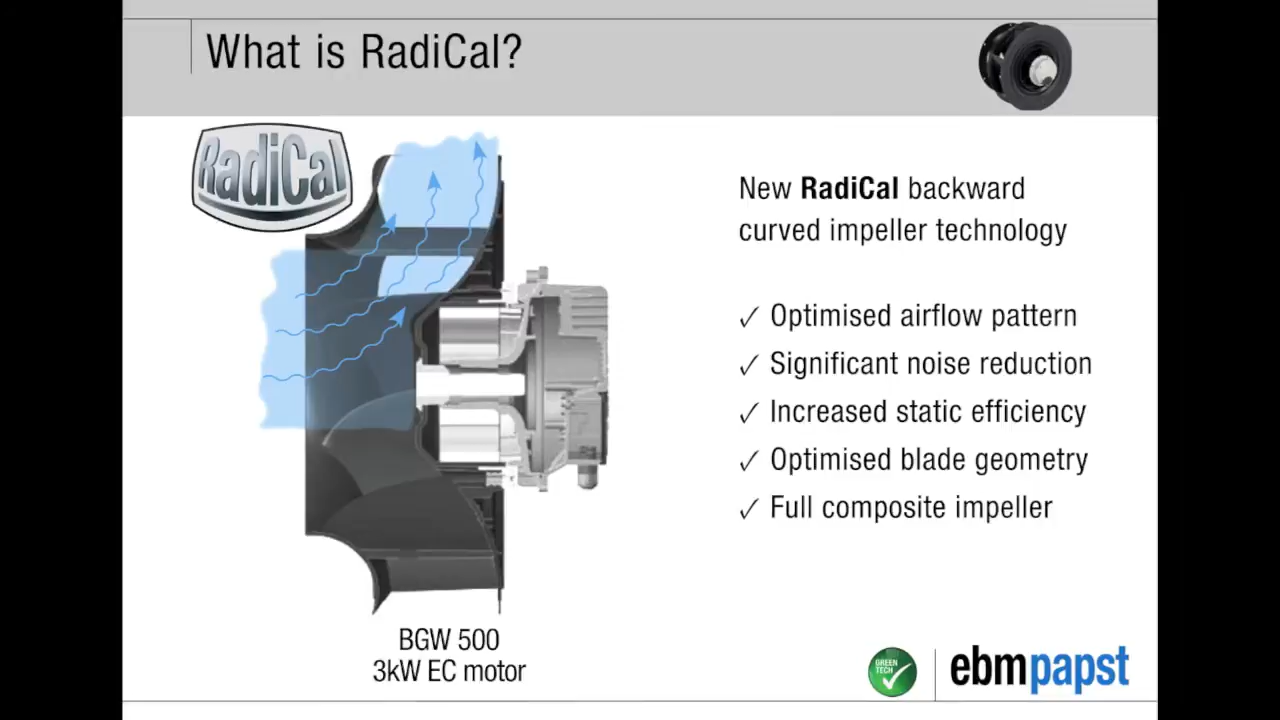 What is RadiCal?
RadiCal
New RadiCal backward
curved impeller technology
✓ Optimised airflow pattern
✓ Significant noise reduction
✓ Increased static efficiency
✓ Optimised blade geometry
✓ Full composite impeller
BGW 500
3kW EC motor
GREEN
TECH
ebmpapst